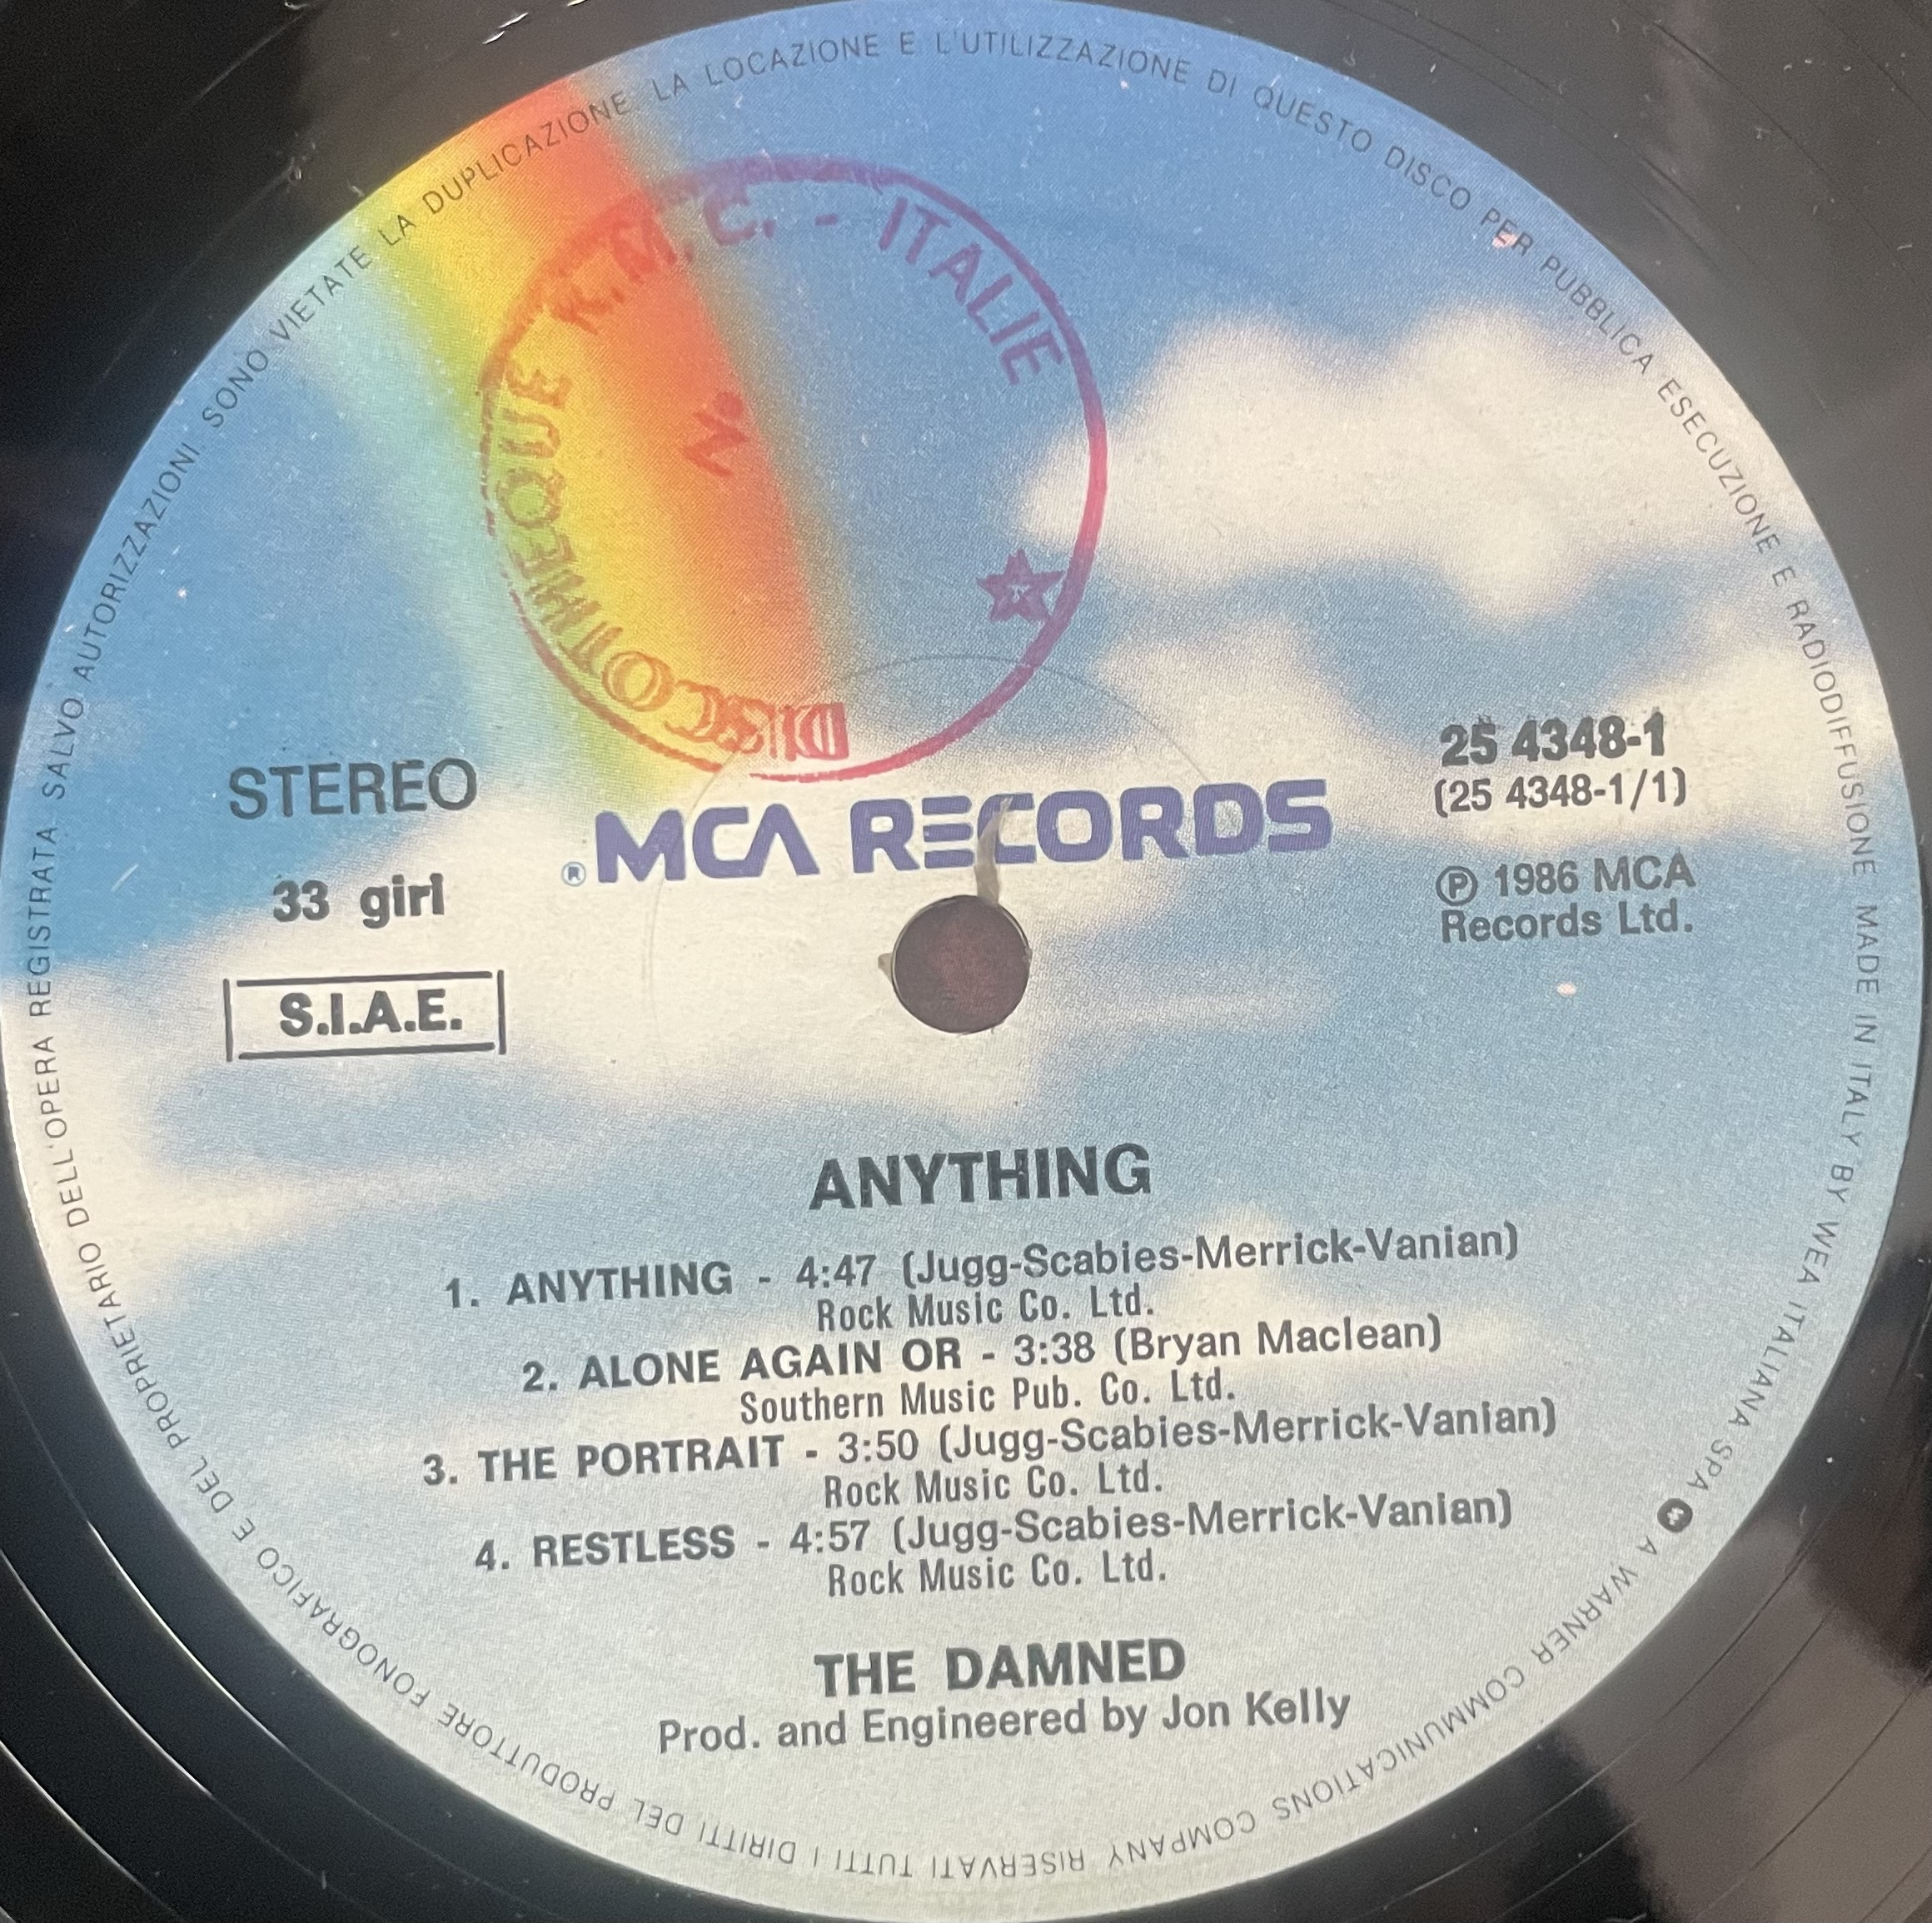 TUTTI I DIRITTI DEL PRODUTTORE FONOGRAFICO E DEL PROPRIETARIO DELL'OPERA REGISTRATA SALVO AUTORIZZAZIONI. SONO VIETATE LA DUPLICAZIONE LA LOCAZIONE E L'UTILIZZAZIONE DI QUESTO DISCO PER PUBBLICA ESECUZIONE E RADIODIFFUSIONE MADE IN ITALY BY WEA ITALIANA SPA A WARNER COMMUNICATIONS COMPANY RISERVATI
DISCOTHEQUE R.M.C. - ITALIE
N°
STEREO
33 giri
S.I.A.E.
® MCA RECORDS
25 4348-1
(25 4348-1/1)
℗ 1986 MCA
Records Ltd.
ANYTHING
1. ANYTHING - 4:47 (Jugg-Scabies-Merrick-Vanian)
Rock Music Co. Ltd.
2. ALONE AGAIN OR - 3:38 (Bryan Maclean)
Southern Music Pub. Co. Ltd.
3. THE PORTRAIT - 3:50 (Jugg-Scabies-Merrick-Vanian)
Rock Music Co. Ltd.
4. RESTLESS - 4:57 (Jugg-Scabies-Merrick-Vanian)
Rock Music Co. Ltd.
THE DAMNED
Prod. and Engineered by Jon Kelly